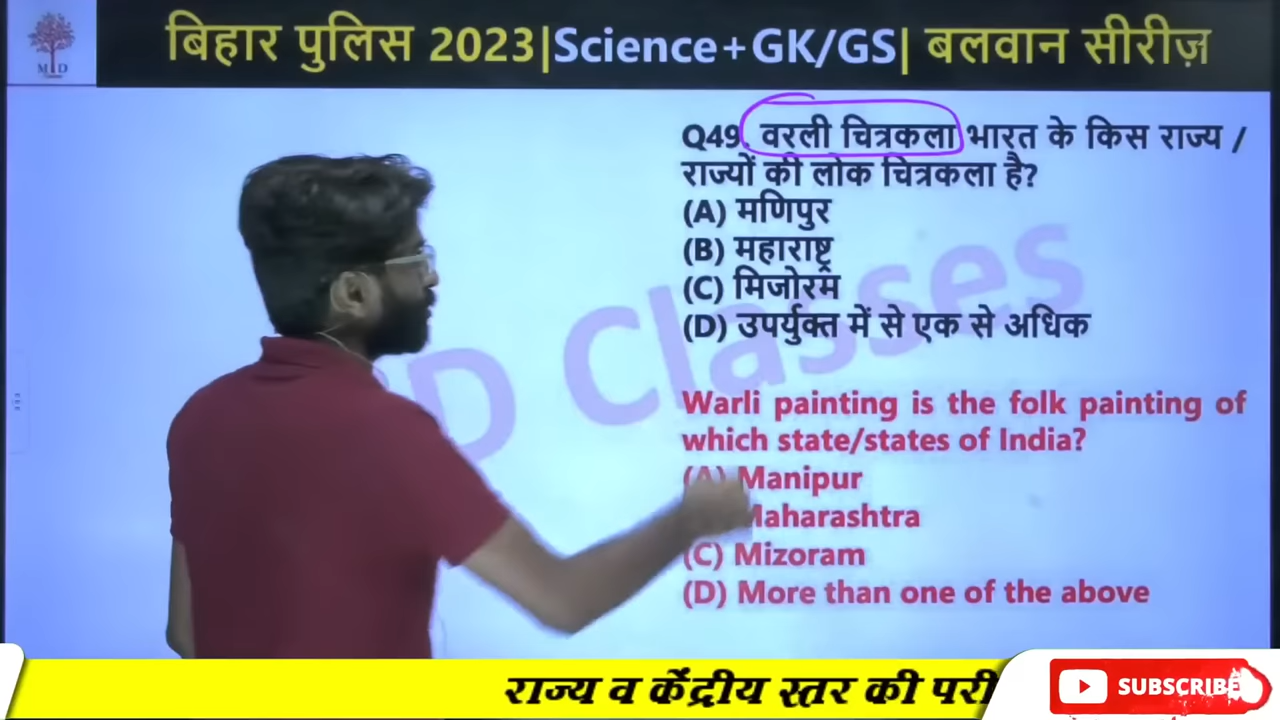 बिहार पुलिस 2023|Science+GK/GS| बलवान सीरीज़
M D
Q49. वरली चित्रकला भारत के किस राज्य /
राज्यों की लोक चित्रकला है?
(A) मणिपुर
(B) महाराष्ट्र
(C) मिजोरम
(D) उपर्युक्त में से एक से अधिक
D Classes
Warli painting is the folk painting of
which state/states of India?
(A) Manipur
Maharashtra
(C) Mizoram
(D) More than one of the above
राज्य व केंद्रीय स्तर की
SUBSCRIBE